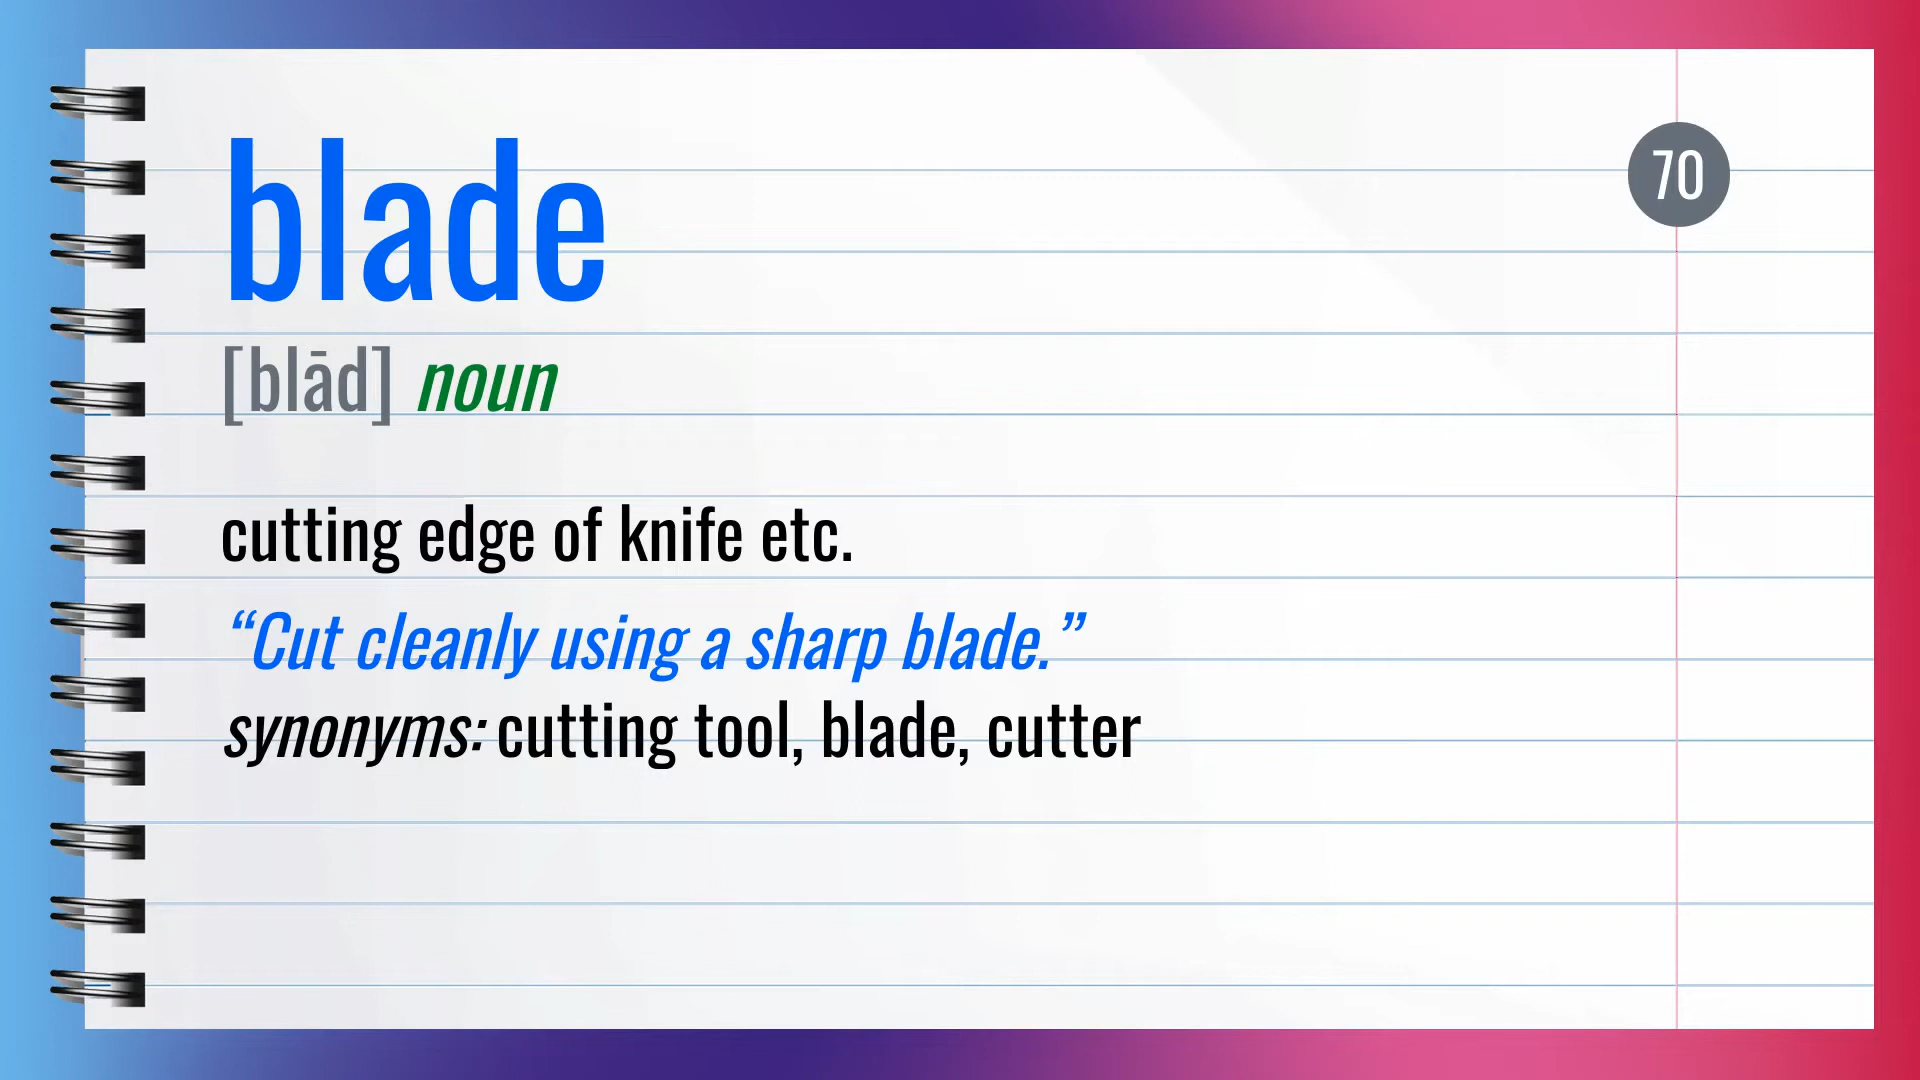 blade
70
[blād] noun
cutting edge of knife etc.
“Cut cleanly using a sharp blade.”
synonyms: cutting tool, blade, cutter